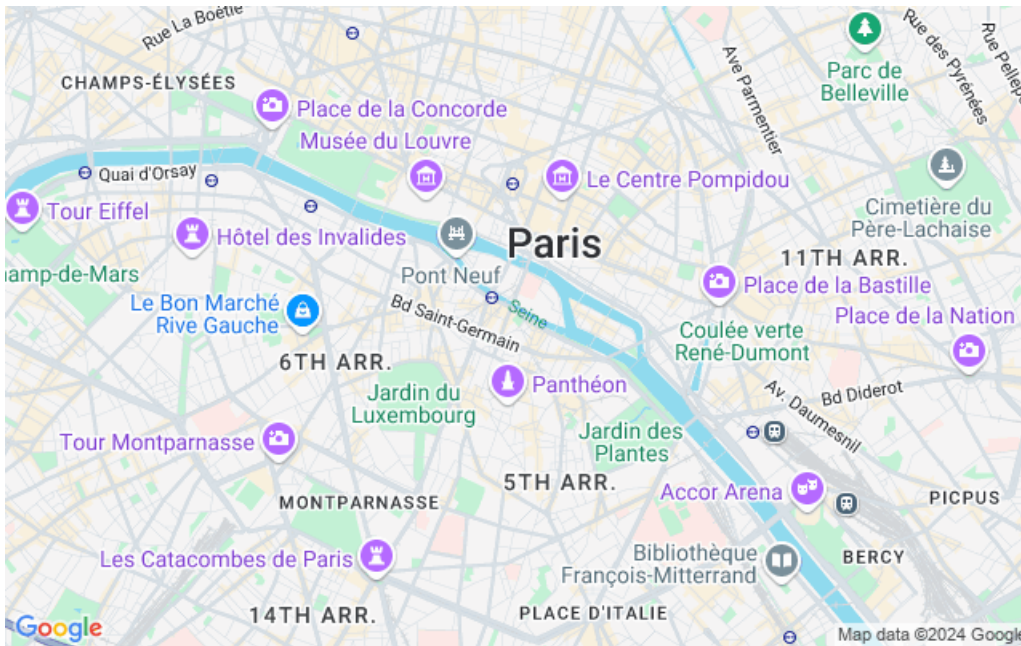 Rue La Boétie
CHAMPS-ÉLYSÉES
Place de la Concorde
Musée du Louvre
Quai d'Orsay
Tour Eiffel
Hôtel des Invalides
Pont Neuf
Paris
Le Centre Pompidou
Ave Parmentier
Parc de
Belleville
Rue des Pyrénées
Cimetière du
Père-Lachaise
11TH ARR.
Place de la Bastille
Place de la Nation
Coulée verte
René-Dumont
amp-de-Mars
Le Bon Marché
Rive Gauche
Bd Saint-Germain
Seine
6TH ARR.
Jardin du
Luxembourg
Panthéon
Bd Diderot
Av. Daumesnil
Tour Montparnasse
Jardin des
Plantes
5TH ARR.
MONTPARNASSE
Accor Arena
PICPUS
Les Catacombes de Paris
Bibliothèque
François-Mitterrand
BERCY
14TH ARR.
PLACE D'ITALIE
Google
Map data ©2024 Google